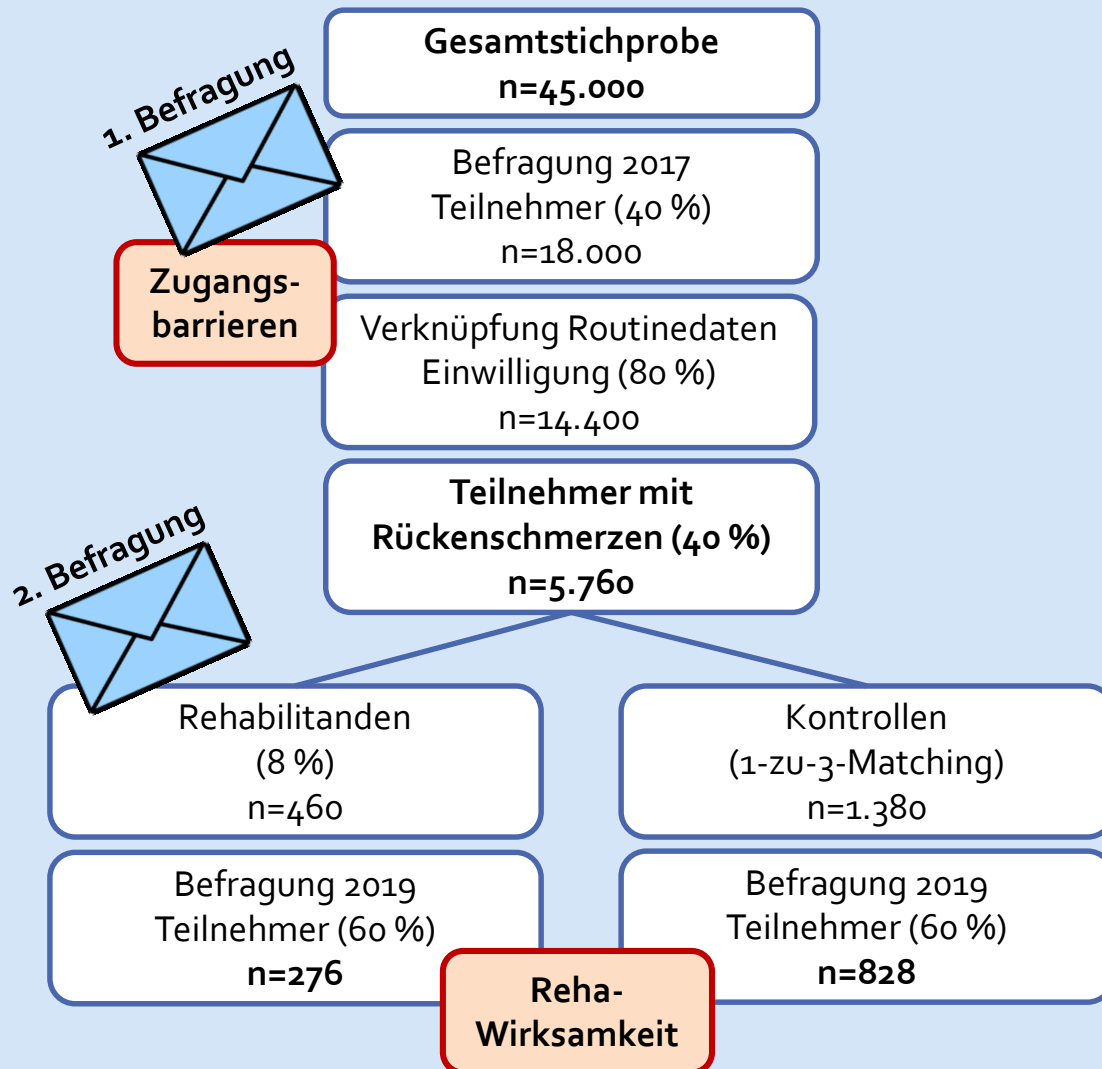 Gesamtstichprobe
n=45.000
1. Befragung
Befragung 2017
Teilnehmer (40 %)
n=18.000
Zugangs-
barrieren
Verknüpfung Routinedaten
Einwilligung (80 %)
n=14.400
Teilnehmer mit
Rückenschmerzen (40 %)
n=5.760
2. Befragung
Rehabilitanden
(8 %)
n=460
Kontrollen
(1-zu-3-Matching)
n=1.380
Befragung 2019
Teilnehmer (60 %)
n=276
Befragung 2019
Teilnehmer (60 %)
n=828
Reha-
Wirksamkeit